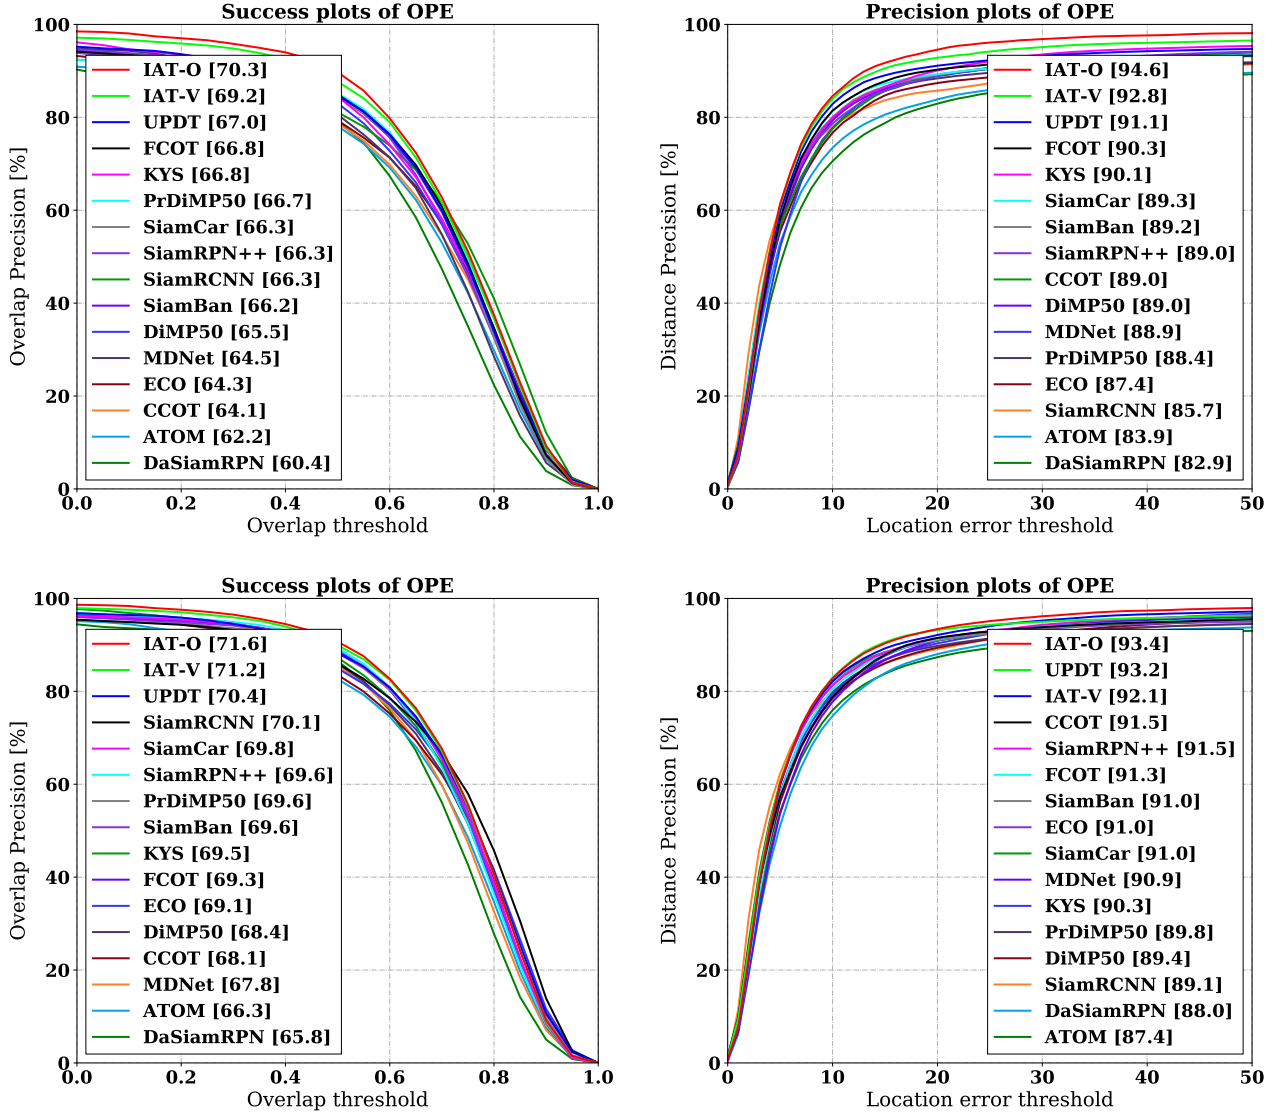 Success plots of OPE
100
80
60
40
20
0
0.0 0.2 0.4 0.6 0.8 1.0
Overlap Precision [%]
Overlap threshold
IAT-O [70.3]
IAT-V [69.2]
UPDT [67.0]
FCOT [66.8]
KYS [66.8]
PrDiMP50 [66.7]
SiamCar [66.3]
SiamRPN++ [66.3]
SiamRCNN [66.3]
SiamBan [66.2]
DiMP50 [65.5]
MDNet [64.5]
ECO [64.3]
CCOT [64.1]
ATOM [62.2]
DaSiamRPN [60.4]
Precision plots of OPE
100
80
60
40
20
0
0 10 20 30 40 50
Distance Precision [%]
Location error threshold
IAT-O [94.6]
IAT-V [92.8]
UPDT [91.1]
FCOT [90.3]
KYS [90.1]
SiamCar [89.3]
SiamBan [89.2]
SiamRPN++ [89.0]
CCOT [89.0]
DiMP50 [89.0]
MDNet [88.9]
PrDiMP50 [88.4]
ECO [87.4]
SiamRCNN [85.7]
ATOM [83.9]
DaSiamRPN [82.9]
Success plots of OPE
100
80
60
40
20
0
0.0 0.2 0.4 0.6 0.8 1.0
Overlap Precision [%]
Overlap threshold
IAT-O [71.6]
IAT-V [71.2]
UPDT [70.4]
SiamRCNN [70.1]
SiamCar [69.8]
SiamRPN++ [69.6]
PrDiMP50 [69.6]
SiamBan [69.6]
KYS [69.5]
FCOT [69.3]
ECO [69.1]
DiMP50 [68.4]
CCOT [68.1]
MDNet [67.8]
ATOM [66.3]
DaSiamRPN [65.8]
Precision plots of OPE
100
80
60
40
20
0
0 10 20 30 40 50
Distance Precision [%]
Location error threshold
IAT-O [93.4]
UPDT [93.2]
IAT-V [92.1]
CCOT [91.5]
SiamRPN++ [91.5]
FCOT [91.3]
SiamBan [91.0]
ECO [91.0]
SiamCar [91.0]
MDNet [90.9]
KYS [90.3]
PrDiMP50 [89.8]
DiMP50 [89.4]
SiamRCNN [89.1]
DaSiamRPN [88.0]
ATOM [87.4]